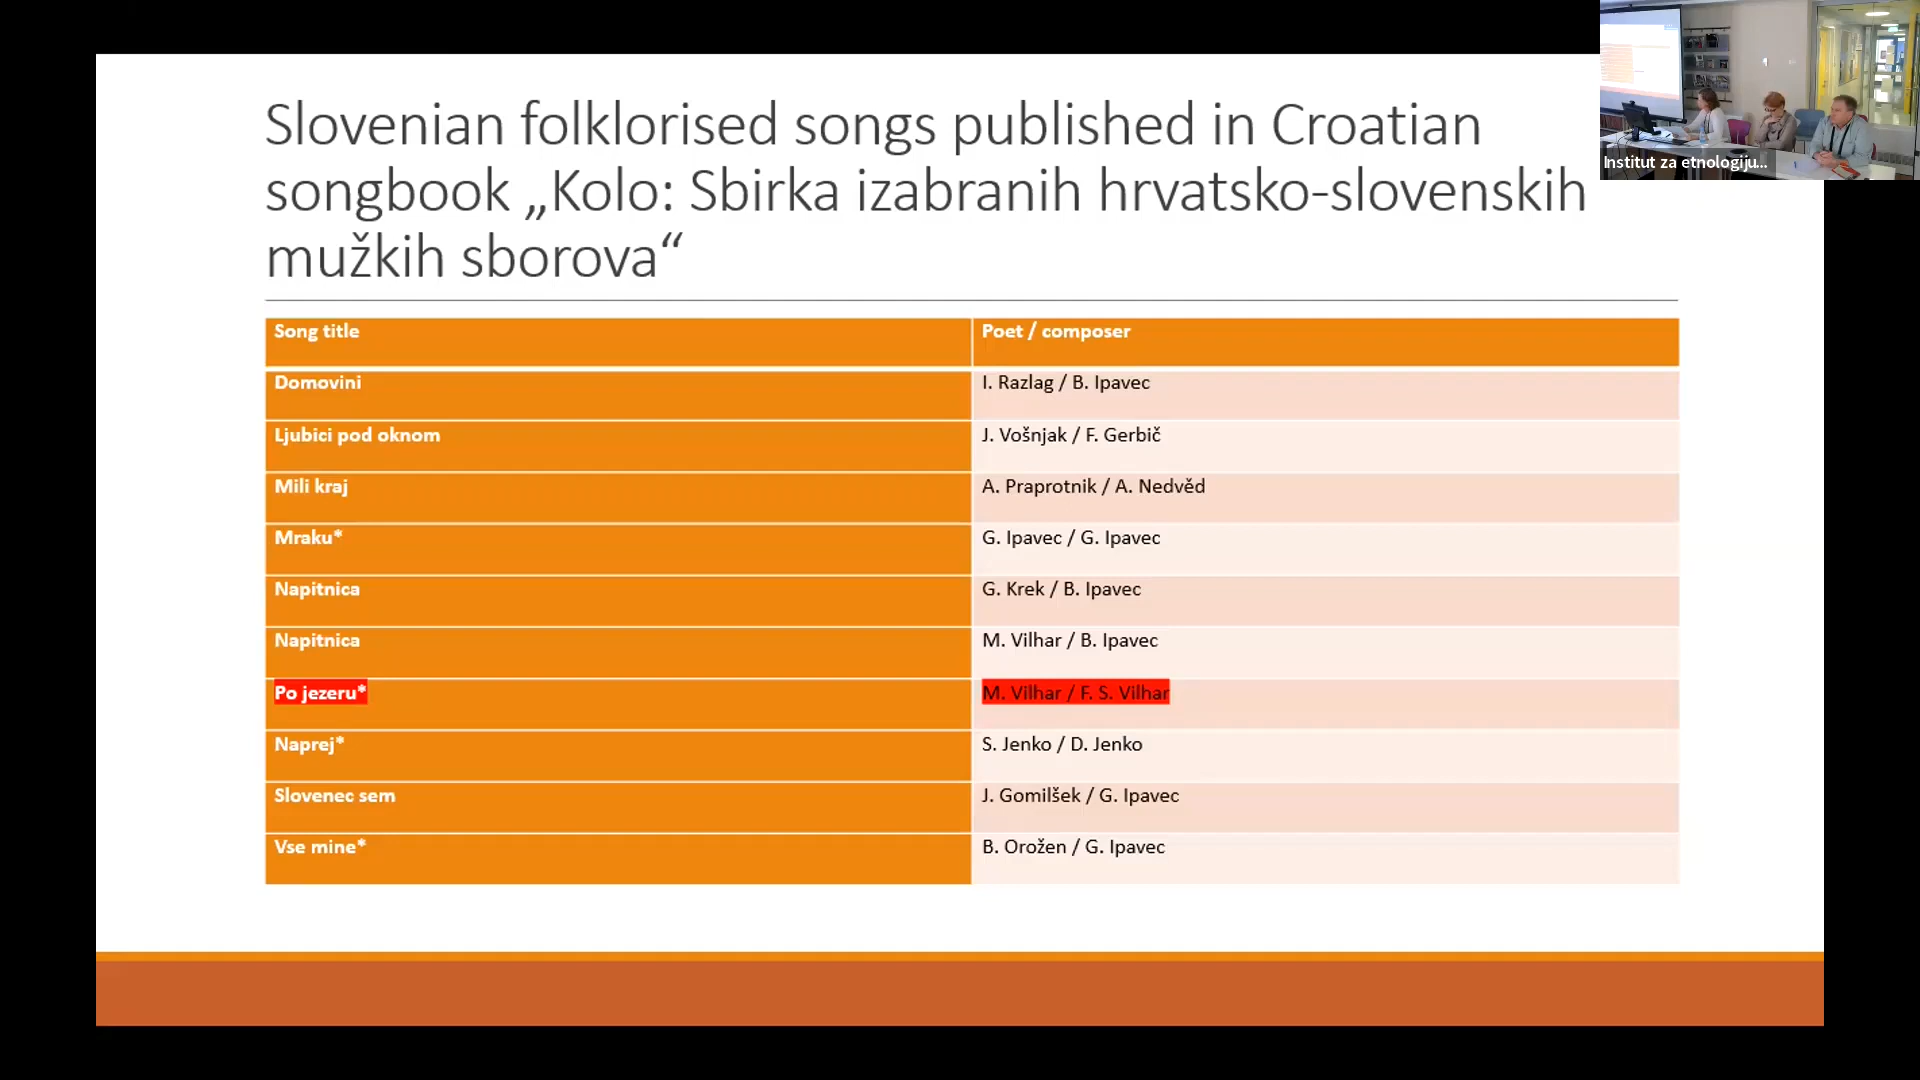 Slovenian folklorised songs published in Croatian
songbook „Kolo: Sbirka izabranih hrvatsko-slovenskih
mužkih sborova“
Song title Poet / composer
Domovini I. Razlag / B. Ipavec
Ljubici pod oknom J. Vošnjak / F. Gerbič
Mili kraj A. Praprotnik / A. Nedvěd
Mraku* G. Ipavec / G. Ipavec
Napitnica G. Krek / B. Ipavec
Napitnica M. Vilhar / B. Ipavec
Po jezeru* M. Vilhar / F. S. Vilhar
Naprej* S. Jenko / D. Jenko
Slovenec sem J. Gomilšek / G. Ipavec
Vse mine* B. Orožen / G. Ipavec
Institut za etnologiju...